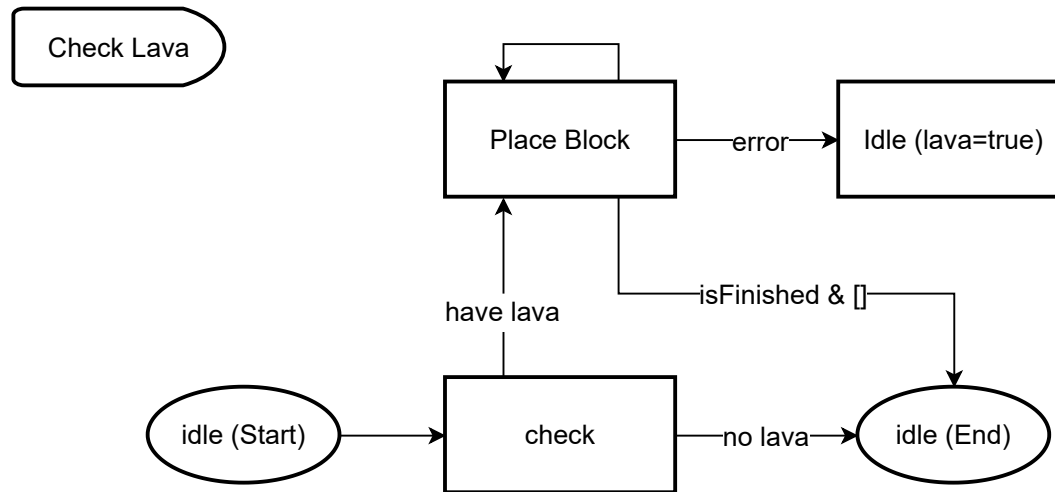 Check Lava
Place Block
error
Idle (lava=true)
have lava
isFinished & []
idle (Start)
check
no lava
idle (End)